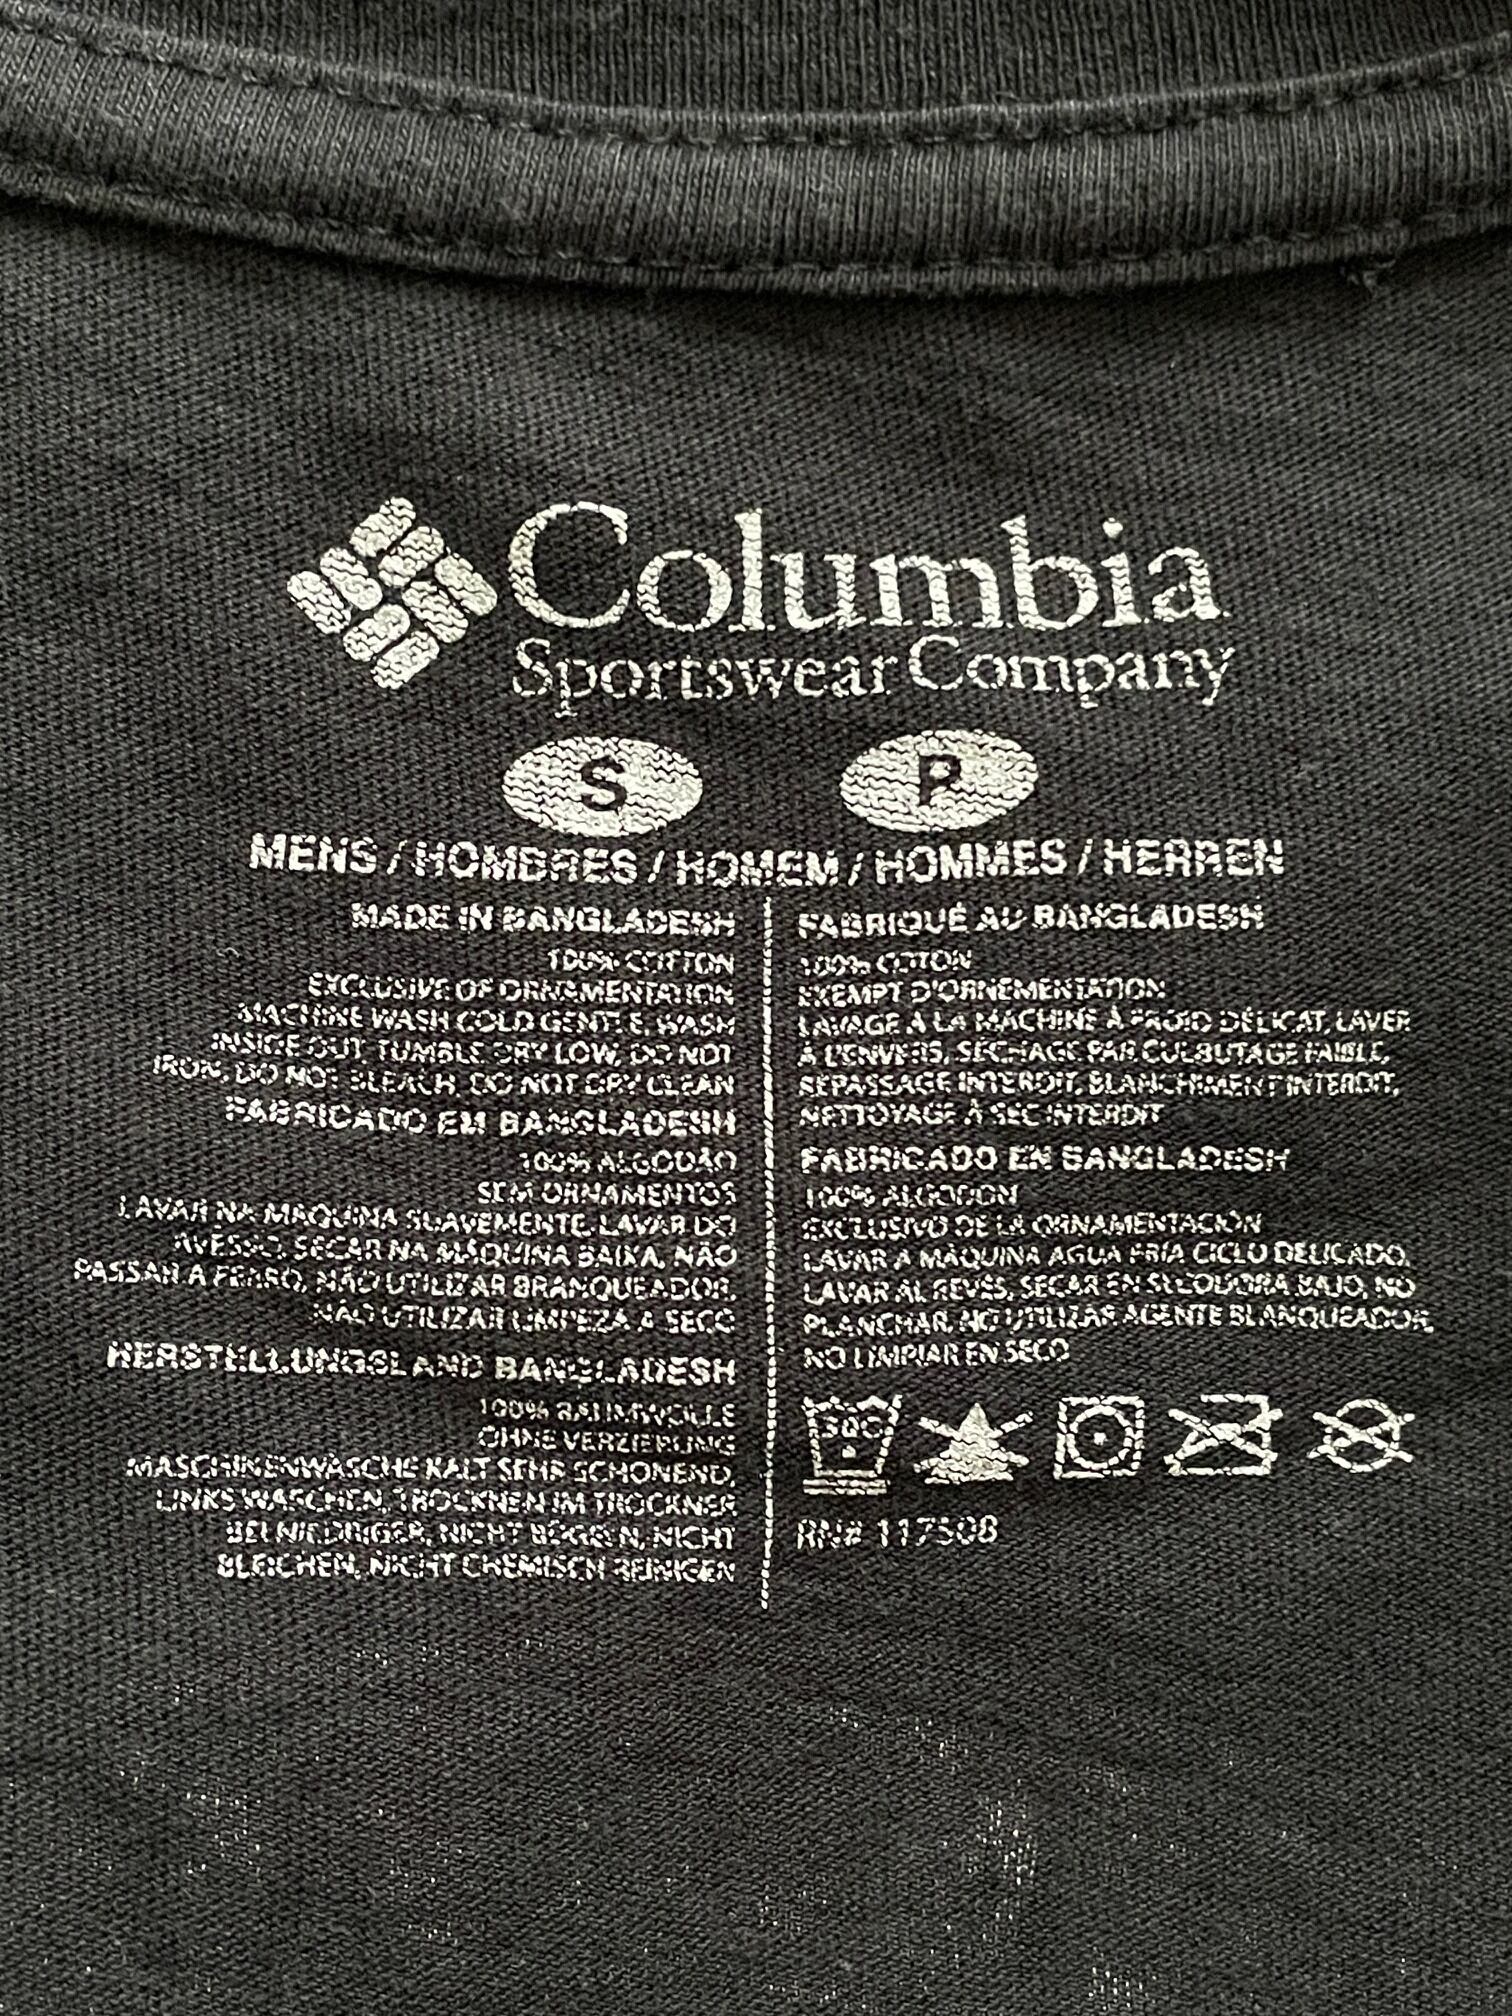 Columbia
Sportswear Company
S P
MENS / HOMBRES / HOMEM / HOMMES / HERREN
MADE IN BANGLADESH
100% COTTON
EXCLUSIVE OF ORNAMENTATION
MACHINE WASH COLD GENTLE, WASH
INSIDE OUT, TUMBLE DRY LOW, DO NOT
IRON, DO NOT BLEACH, DO NOT DRY CLEAN
FABRICADO EM BANGLADESH
100% ALGODÃO
SEM ORNAMENTOS
LAVAR NA MAQUINA SUAVEMENTE, LAVAR DO
AVESSO, SECAR NA MÁQUINA BAIXA, NÃO
PASSAR A FERRO, NÃO UTILIZAR BRANQUEADOR,
NÃO UTILIZAR LIMPEZA A SECO
HERSTELLUNGSLAND BANGLADESH
100% BAUMWOLLE
OHNE VERZIERUNG
MASCHINENWÄSCHE KALT SEHR SCHONEND,
LINKS WASCHEN, TROCKNEN IM TROCKNER
BEI NIEDRIGER, NICHT BÜGELN, NICHT
BLEICHEN, NICHT CHEMISCH REINIGEN
FABRIQUÉ AU BANGLADESH
100% COTON
EXEMPT D'ORNEMENTATION
LAVAGE À LA MACHINE À FROID DÉLICAT, LAVER
À L'ENVERS, SÉCHAGE PAR CULBUTAGE FAIBLE,
REPASSAGE INTERDIT, BLANCHIMENT INTERDIT,
NETTOYAGE À SEC INTERDIT
FABRICADO EN BANGLADESH
100% ALGODON
EXCLUSIVO DE LA ORNAMENTACIÓN
LAVAR A MÁQUINA AGUA FRÍA CICLO DELICADO,
LAVAR AL REVÉS, SECAR EN SECADORA BAJO, NO
PLANCHAR, NO UTILIZAR AGENTE BLANQUEADOR,
NO LIMPIAR EN SECO
30C
RN# 117508